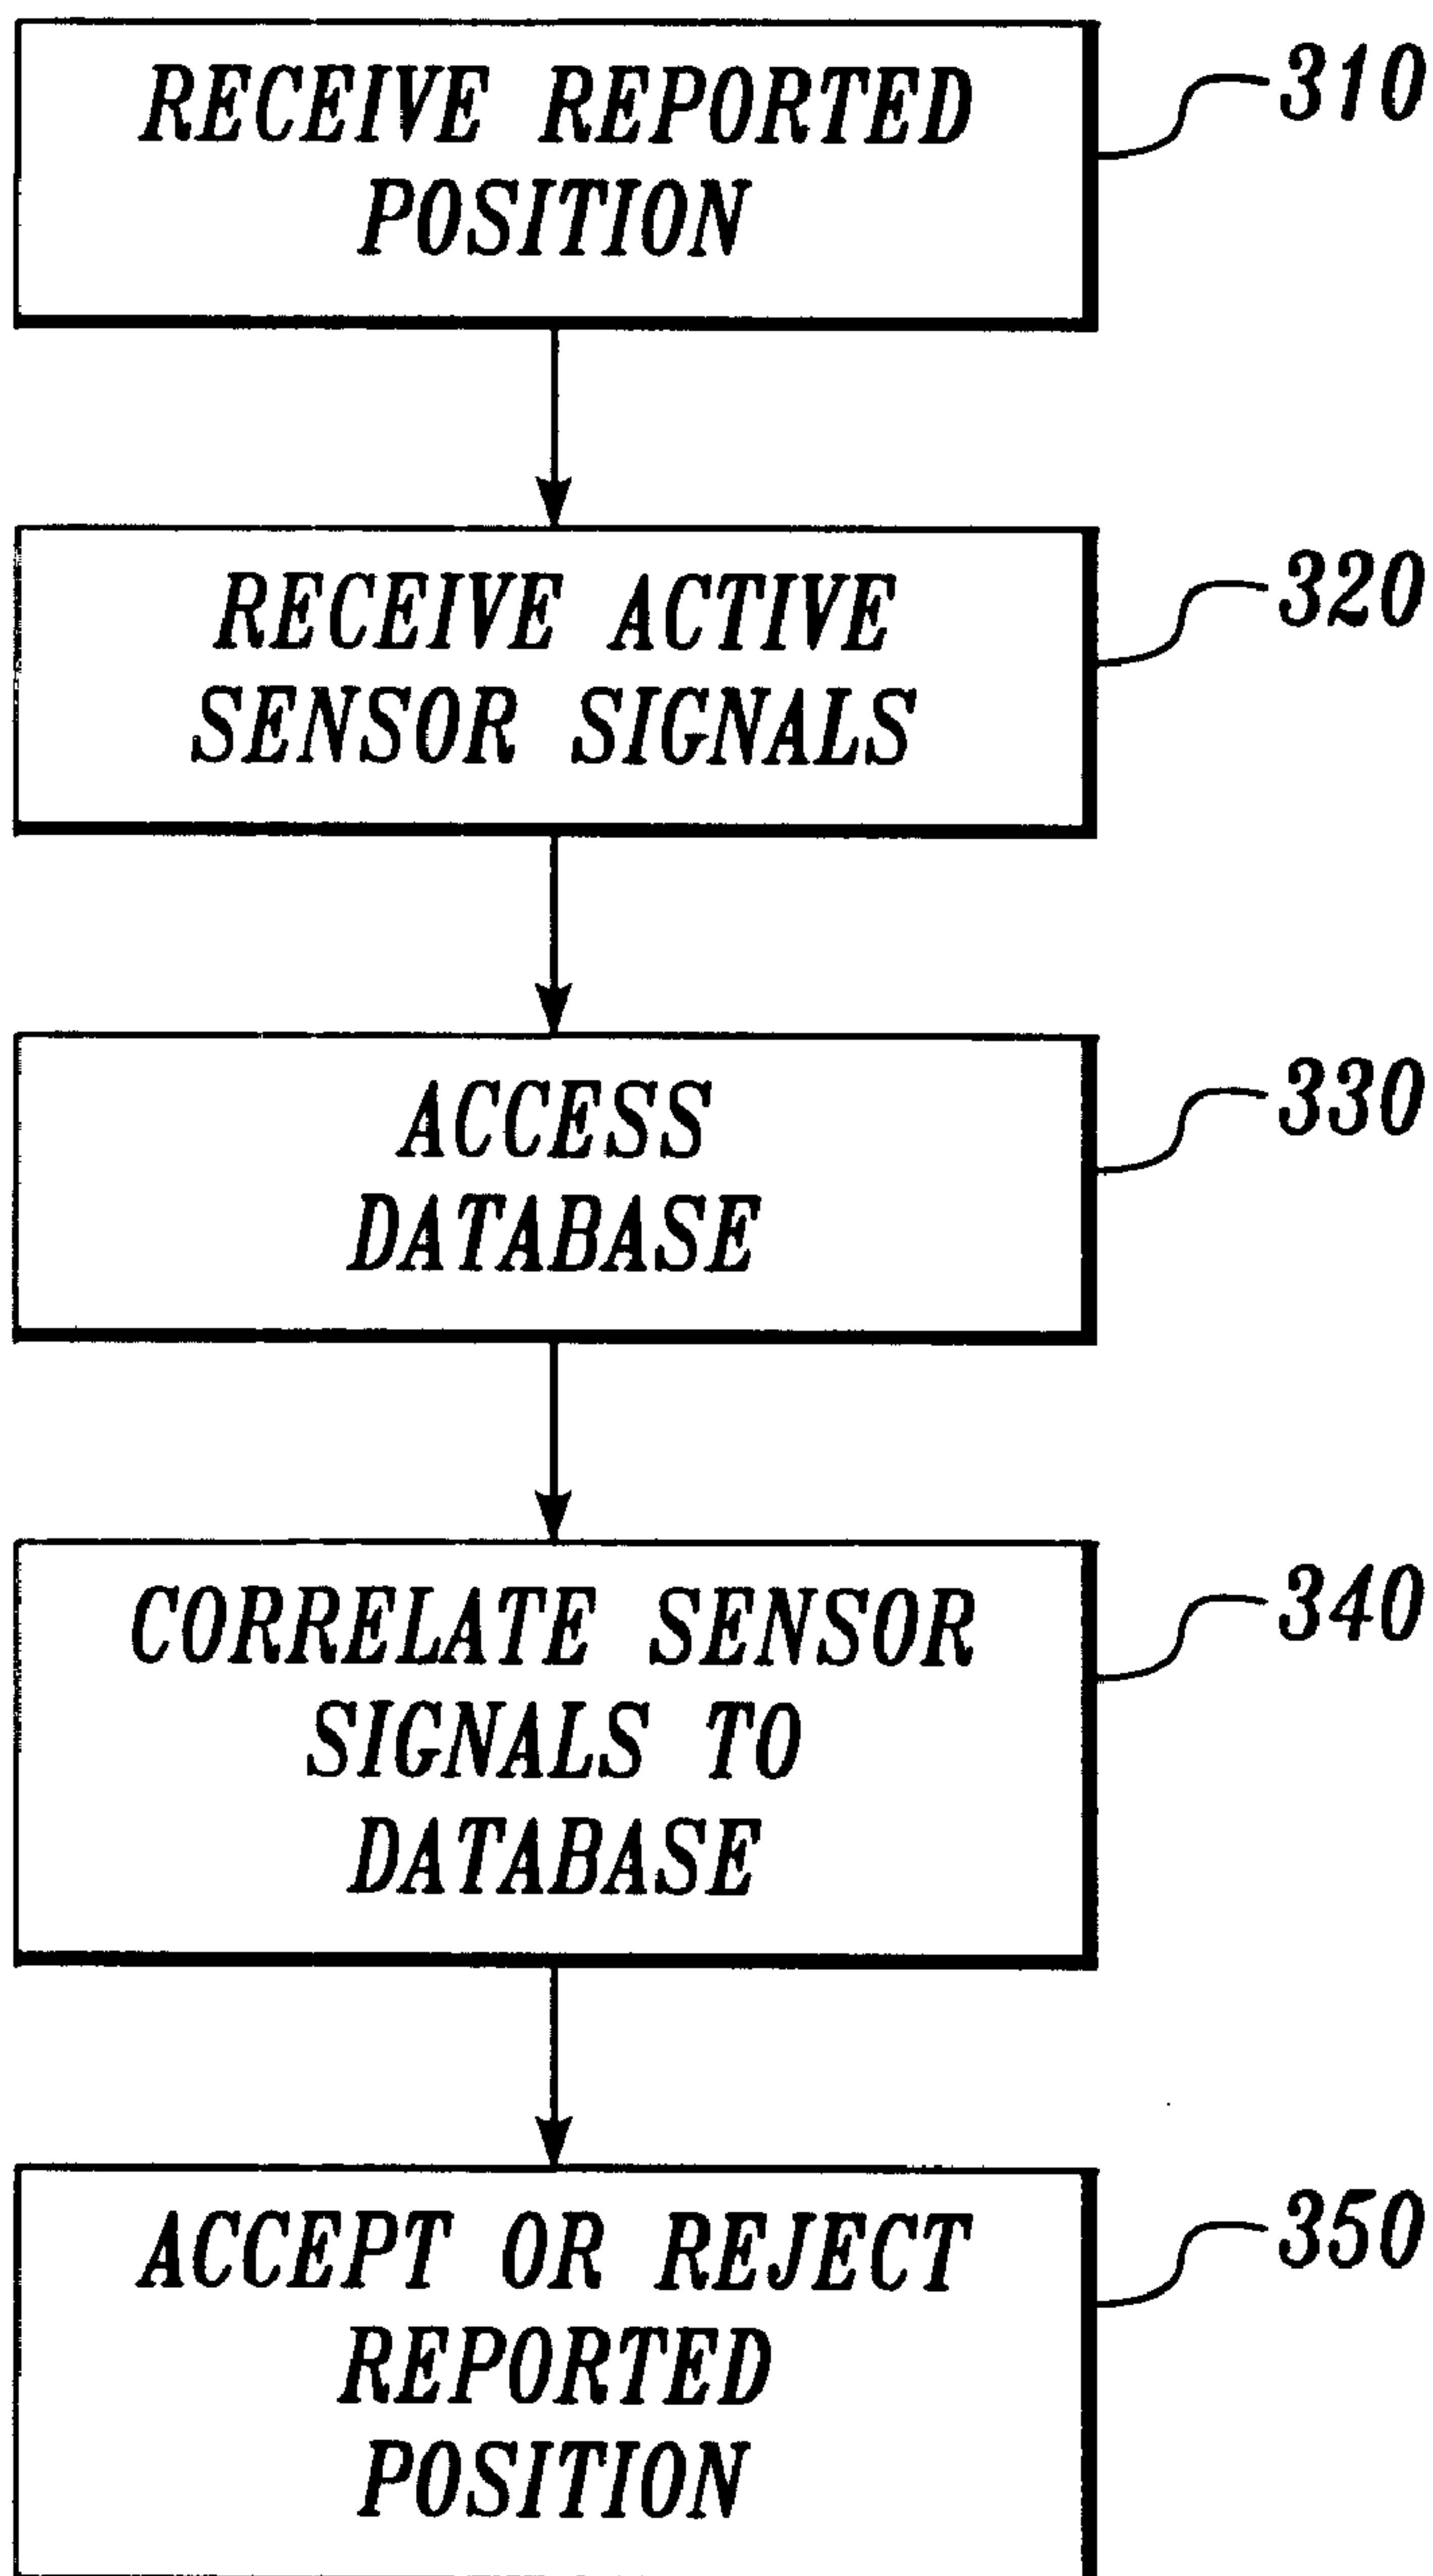 RECEIVE REPORTED
POSITION
310
RECEIVE ACTIVE
SENSOR SIGNALS
320
ACCESS
DATABASE
330
CORRELATE SENSOR
SIGNALS TO
DATABASE
340
ACCEPT OR REJECT
REPORTED
POSITION
350